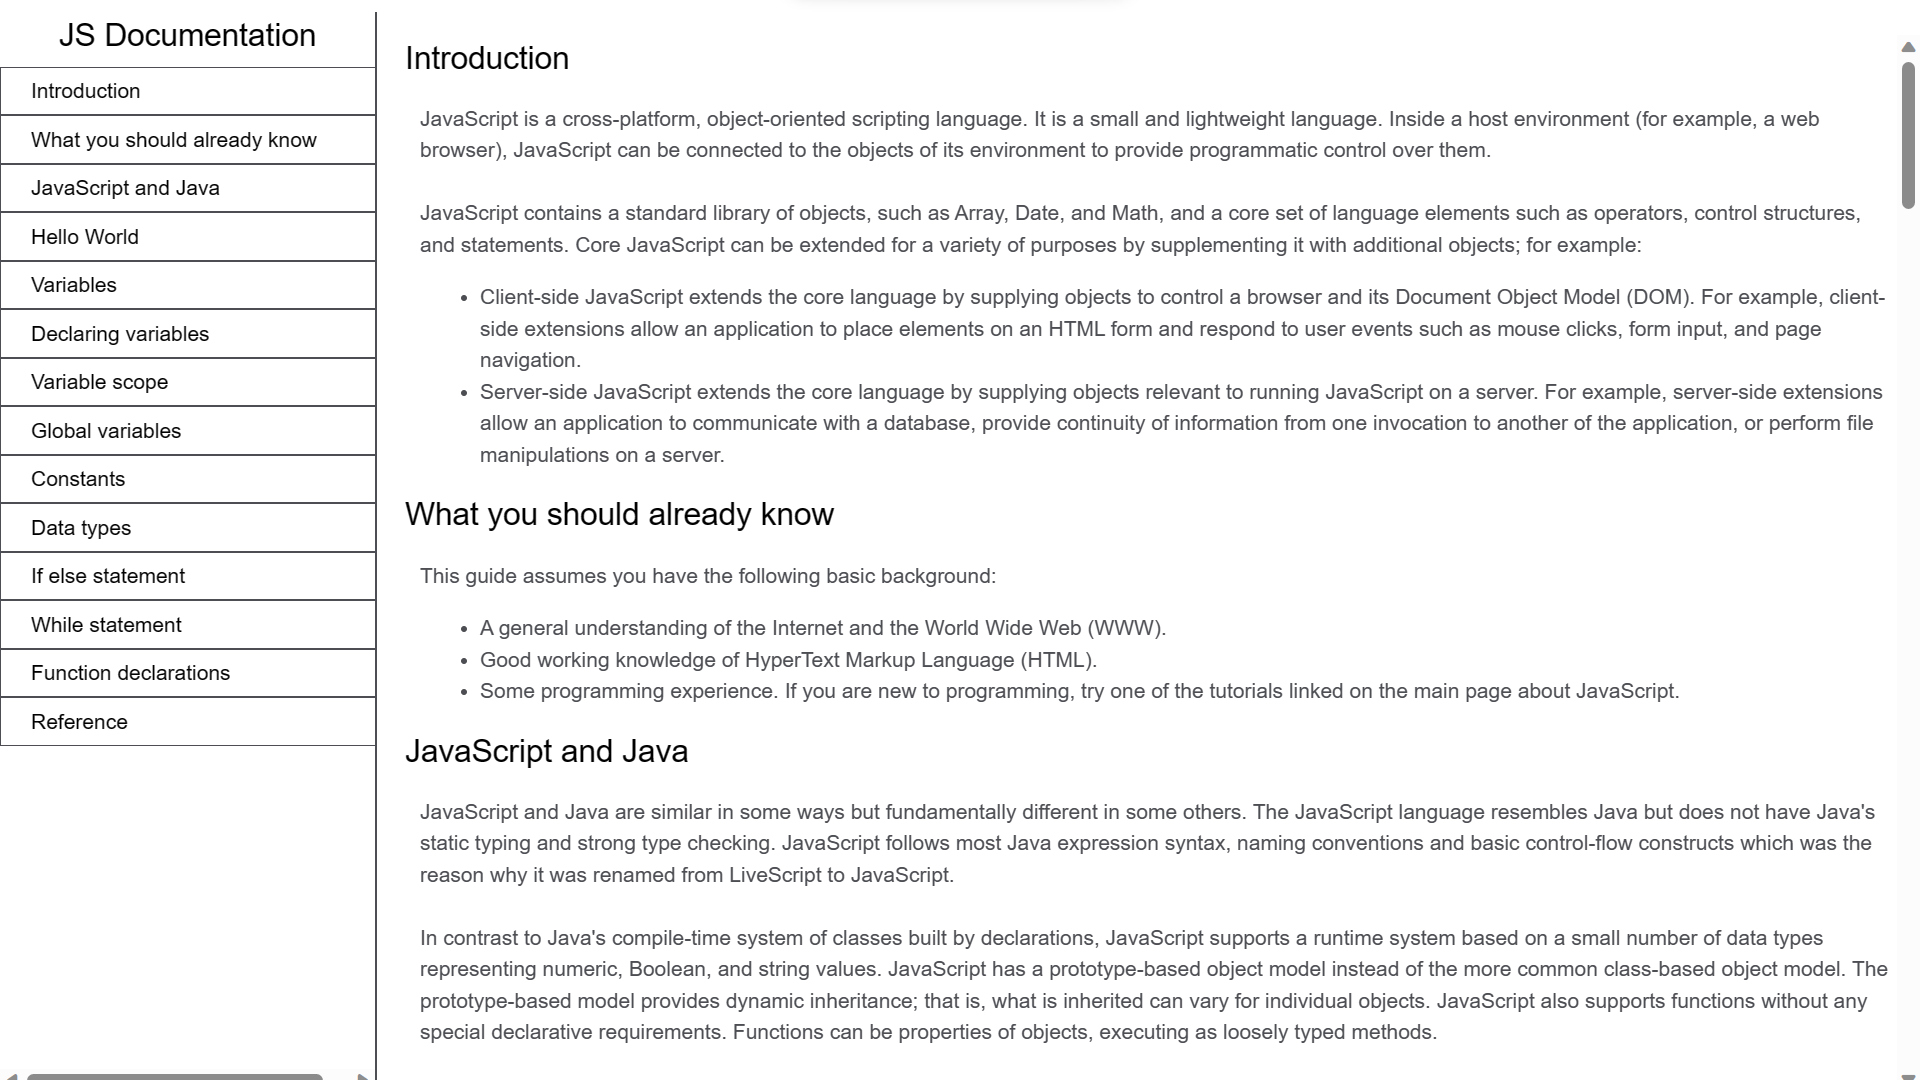 JS Documentation
Introduction
What you should already know
JavaScript and Java
Hello World
Variables
Declaring variables
Variable scope
Global variables
Constants
Data types
If else statement
While statement
Function declarations
Reference
Introduction
JavaScript is a cross-platform, object-oriented scripting language. It is a small and lightweight language. Inside a host environment (for example, a web
browser), JavaScript can be connected to the objects of its environment to provide programmatic control over them.
JavaScript contains a standard library of objects, such as Array, Date, and Math, and a core set of language elements such as operators, control structures,
and statements. Core JavaScript can be extended for a variety of purposes by supplementing it with additional objects; for example:
• Client-side JavaScript extends the core language by supplying objects to control a browser and its Document Object Model (DOM). For example, client-
side extensions allow an application to place elements on an HTML form and respond to user events such as mouse clicks, form input, and page
navigation.
• Server-side JavaScript extends the core language by supplying objects relevant to running JavaScript on a server. For example, server-side extensions
allow an application to communicate with a database, provide continuity of information from one invocation to another of the application, or perform file
manipulations on a server.
What you should already know
This guide assumes you have the following basic background:
• A general understanding of the Internet and the World Wide Web (WWW).
• Good working knowledge of HyperText Markup Language (HTML).
• Some programming experience. If you are new to programming, try one of the tutorials linked on the main page about JavaScript.
JavaScript and Java
JavaScript and Java are similar in some ways but fundamentally different in some others. The JavaScript language resembles Java but does not have Java's
static typing and strong type checking. JavaScript follows most Java expression syntax, naming conventions and basic control-flow constructs which was the
reason why it was renamed from LiveScript to JavaScript.
In contrast to Java's compile-time system of classes built by declarations, JavaScript supports a runtime system based on a small number of data types
representing numeric, Boolean, and string values. JavaScript has a prototype-based object model instead of the more common class-based object model. The
prototype-based model provides dynamic inheritance; that is, what is inherited can vary for individual objects. JavaScript also supports functions without any
special declarative requirements. Functions can be properties of objects, executing as loosely typed methods.